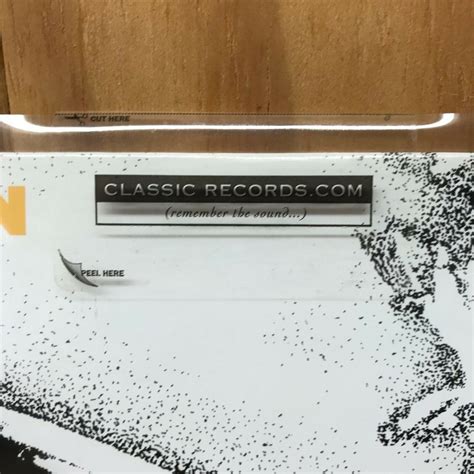 CUT HERE
CLASSIC RECORDS.COM
(remember the sound...)
N
PEEL HERE